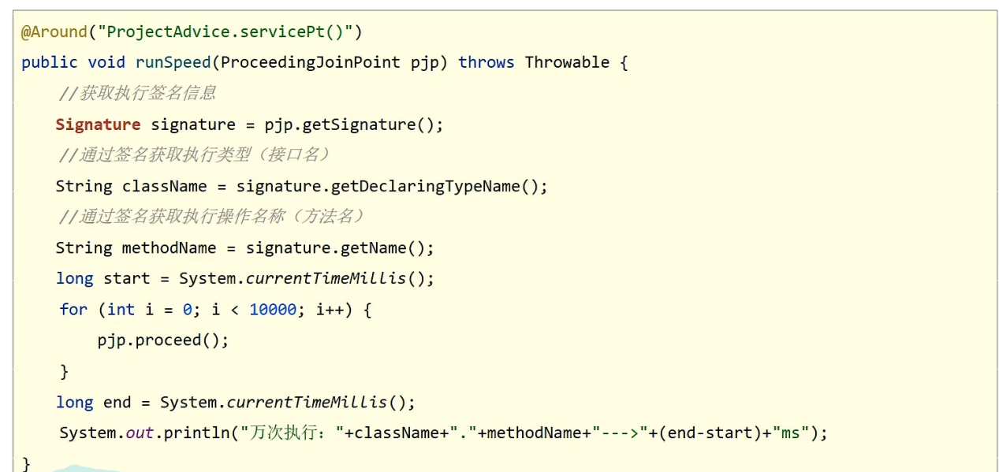 @Around("ProjectAdvice.servicePt()")
public void runSpeed(ProceedingJoinPoint pjp) throws Throwable {
//获取执行签名信息
Signature signature = pjp.getSignature();
//通过签名获取执行类型（接口名）
String className = signature.getDeclaringTypeName();
//通过签名获取执行操作名称（方法名）
String methodName = signature.getName();
long start = System.currentTimeMillis();
for (int i = 0; i < 10000; i++) {
pjp.proceed();
}
long end = System.currentTimeMillis();
System.out.println("万次执行："+className+"."+methodName+"--->"+(end-start)+"ms");
}